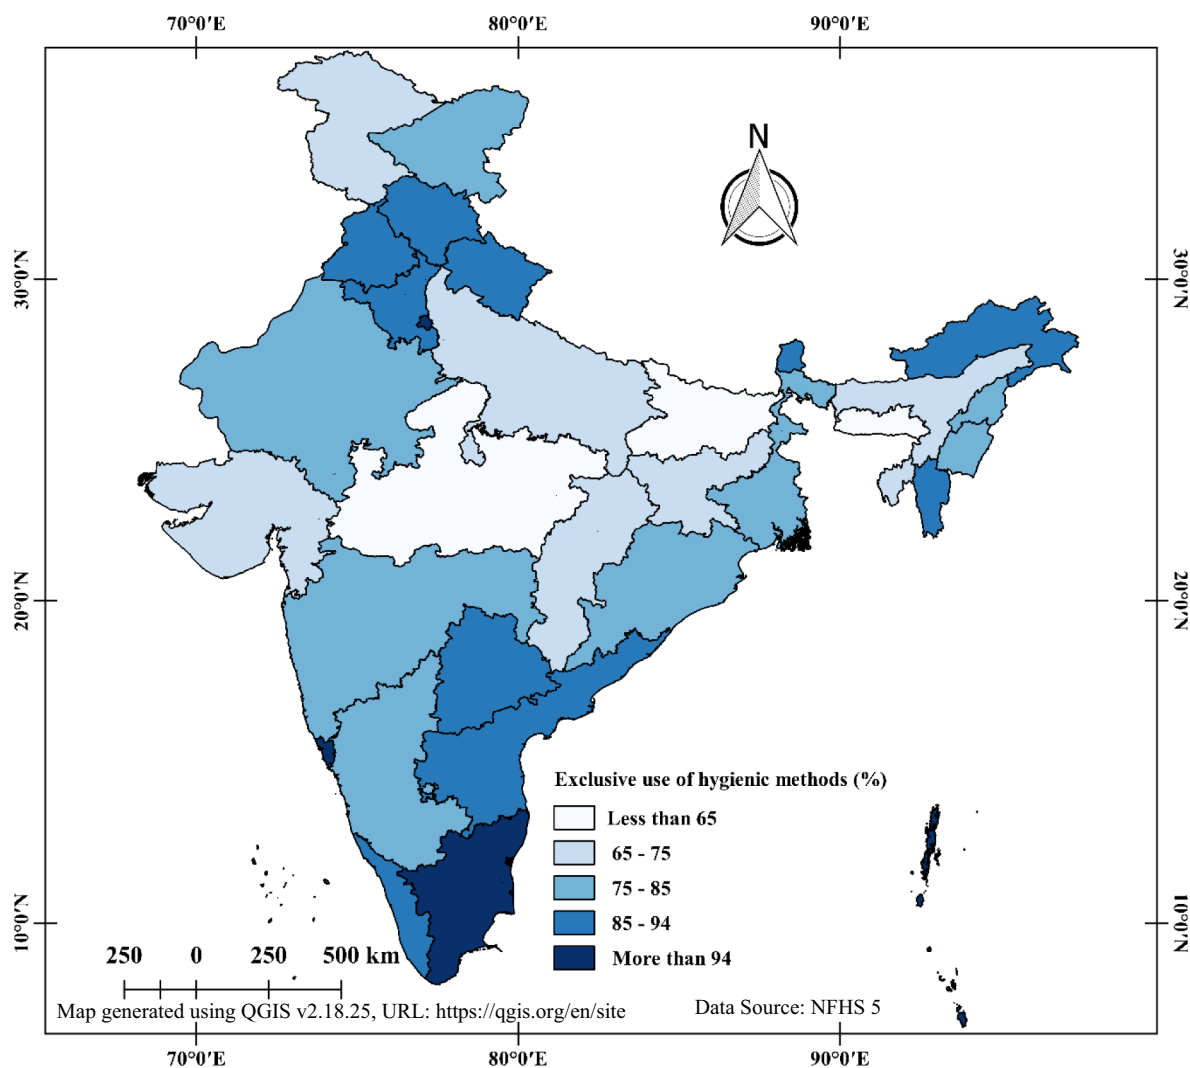 70°0'E 80°0'E 90°0'E
N
30°0'N 30°0'N
20°0'N 20°0'N
Exclusive use of hygienic methods (%)
Less than 65
65 - 75
75 - 85
85 - 94
More than 94
10°0'N 10°0'N
250 0 250 500 km
Map generated using QGIS v2.18.25, URL: https://qgis.org/en/site
Data Source: NFHS 5
70°0'E 80°0'E 90°0'E